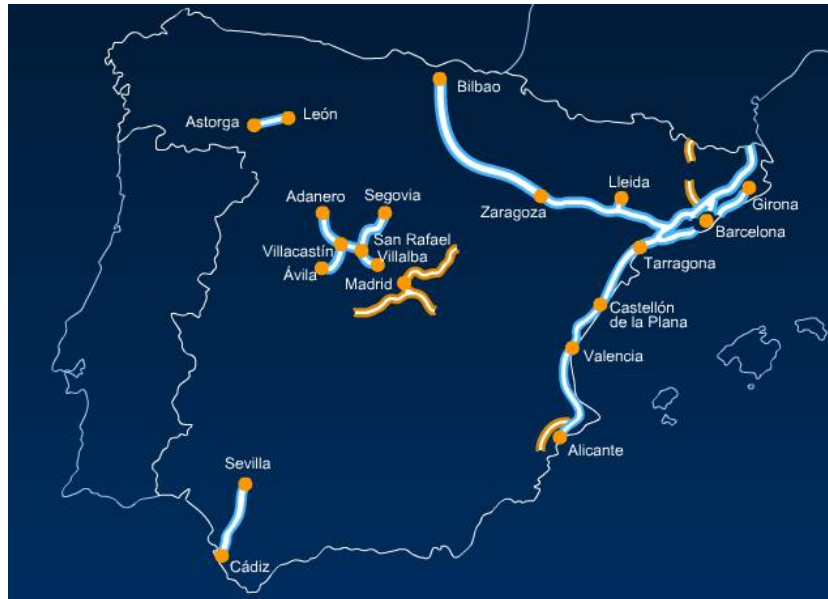 Bilbao
León
Astorga
Lleida
Adanero
Segovia
Zaragoza
Girona
Barcelona
San Rafael
Villacastín
Villalba
Tarragona
Ávila
Madrid
Castellón
de la Plana
Valencia
Alicante
Sevilla
Cádiz